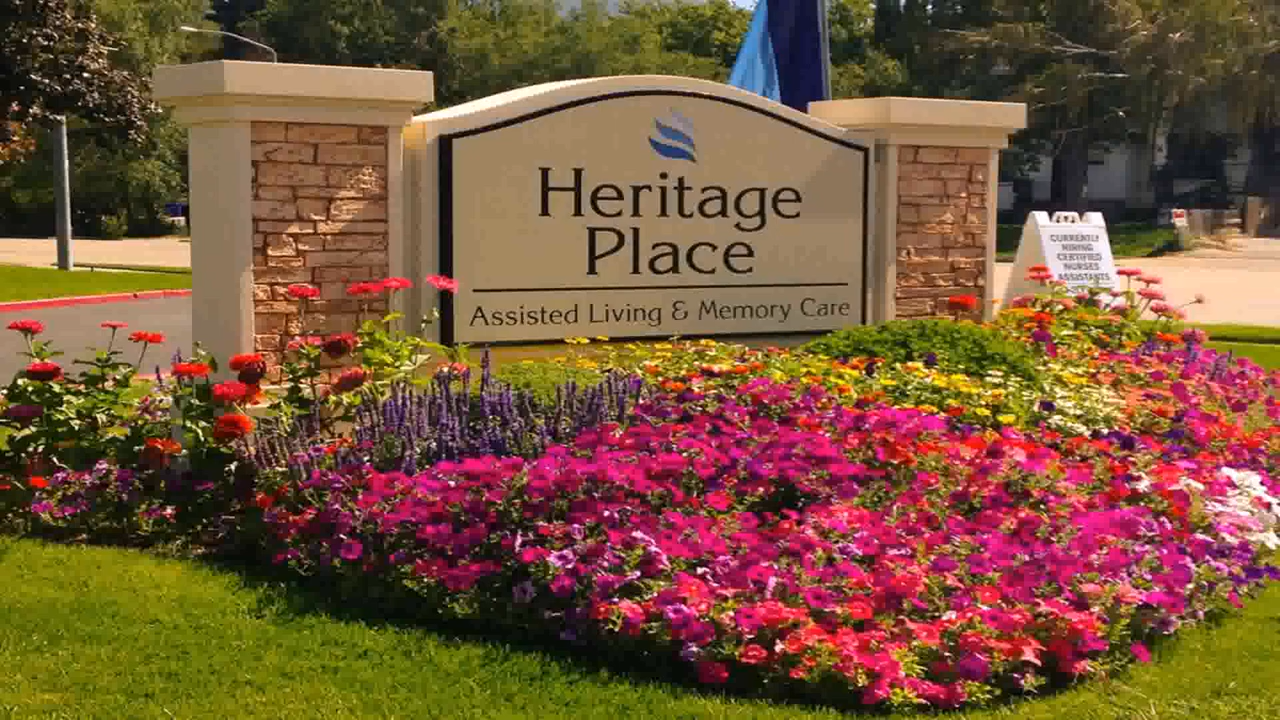 Heritage
Place
Assisted Living & Memory Care
CURRENTLY
HIRING
CERTIFIED
NURSES
ASSISTANTS